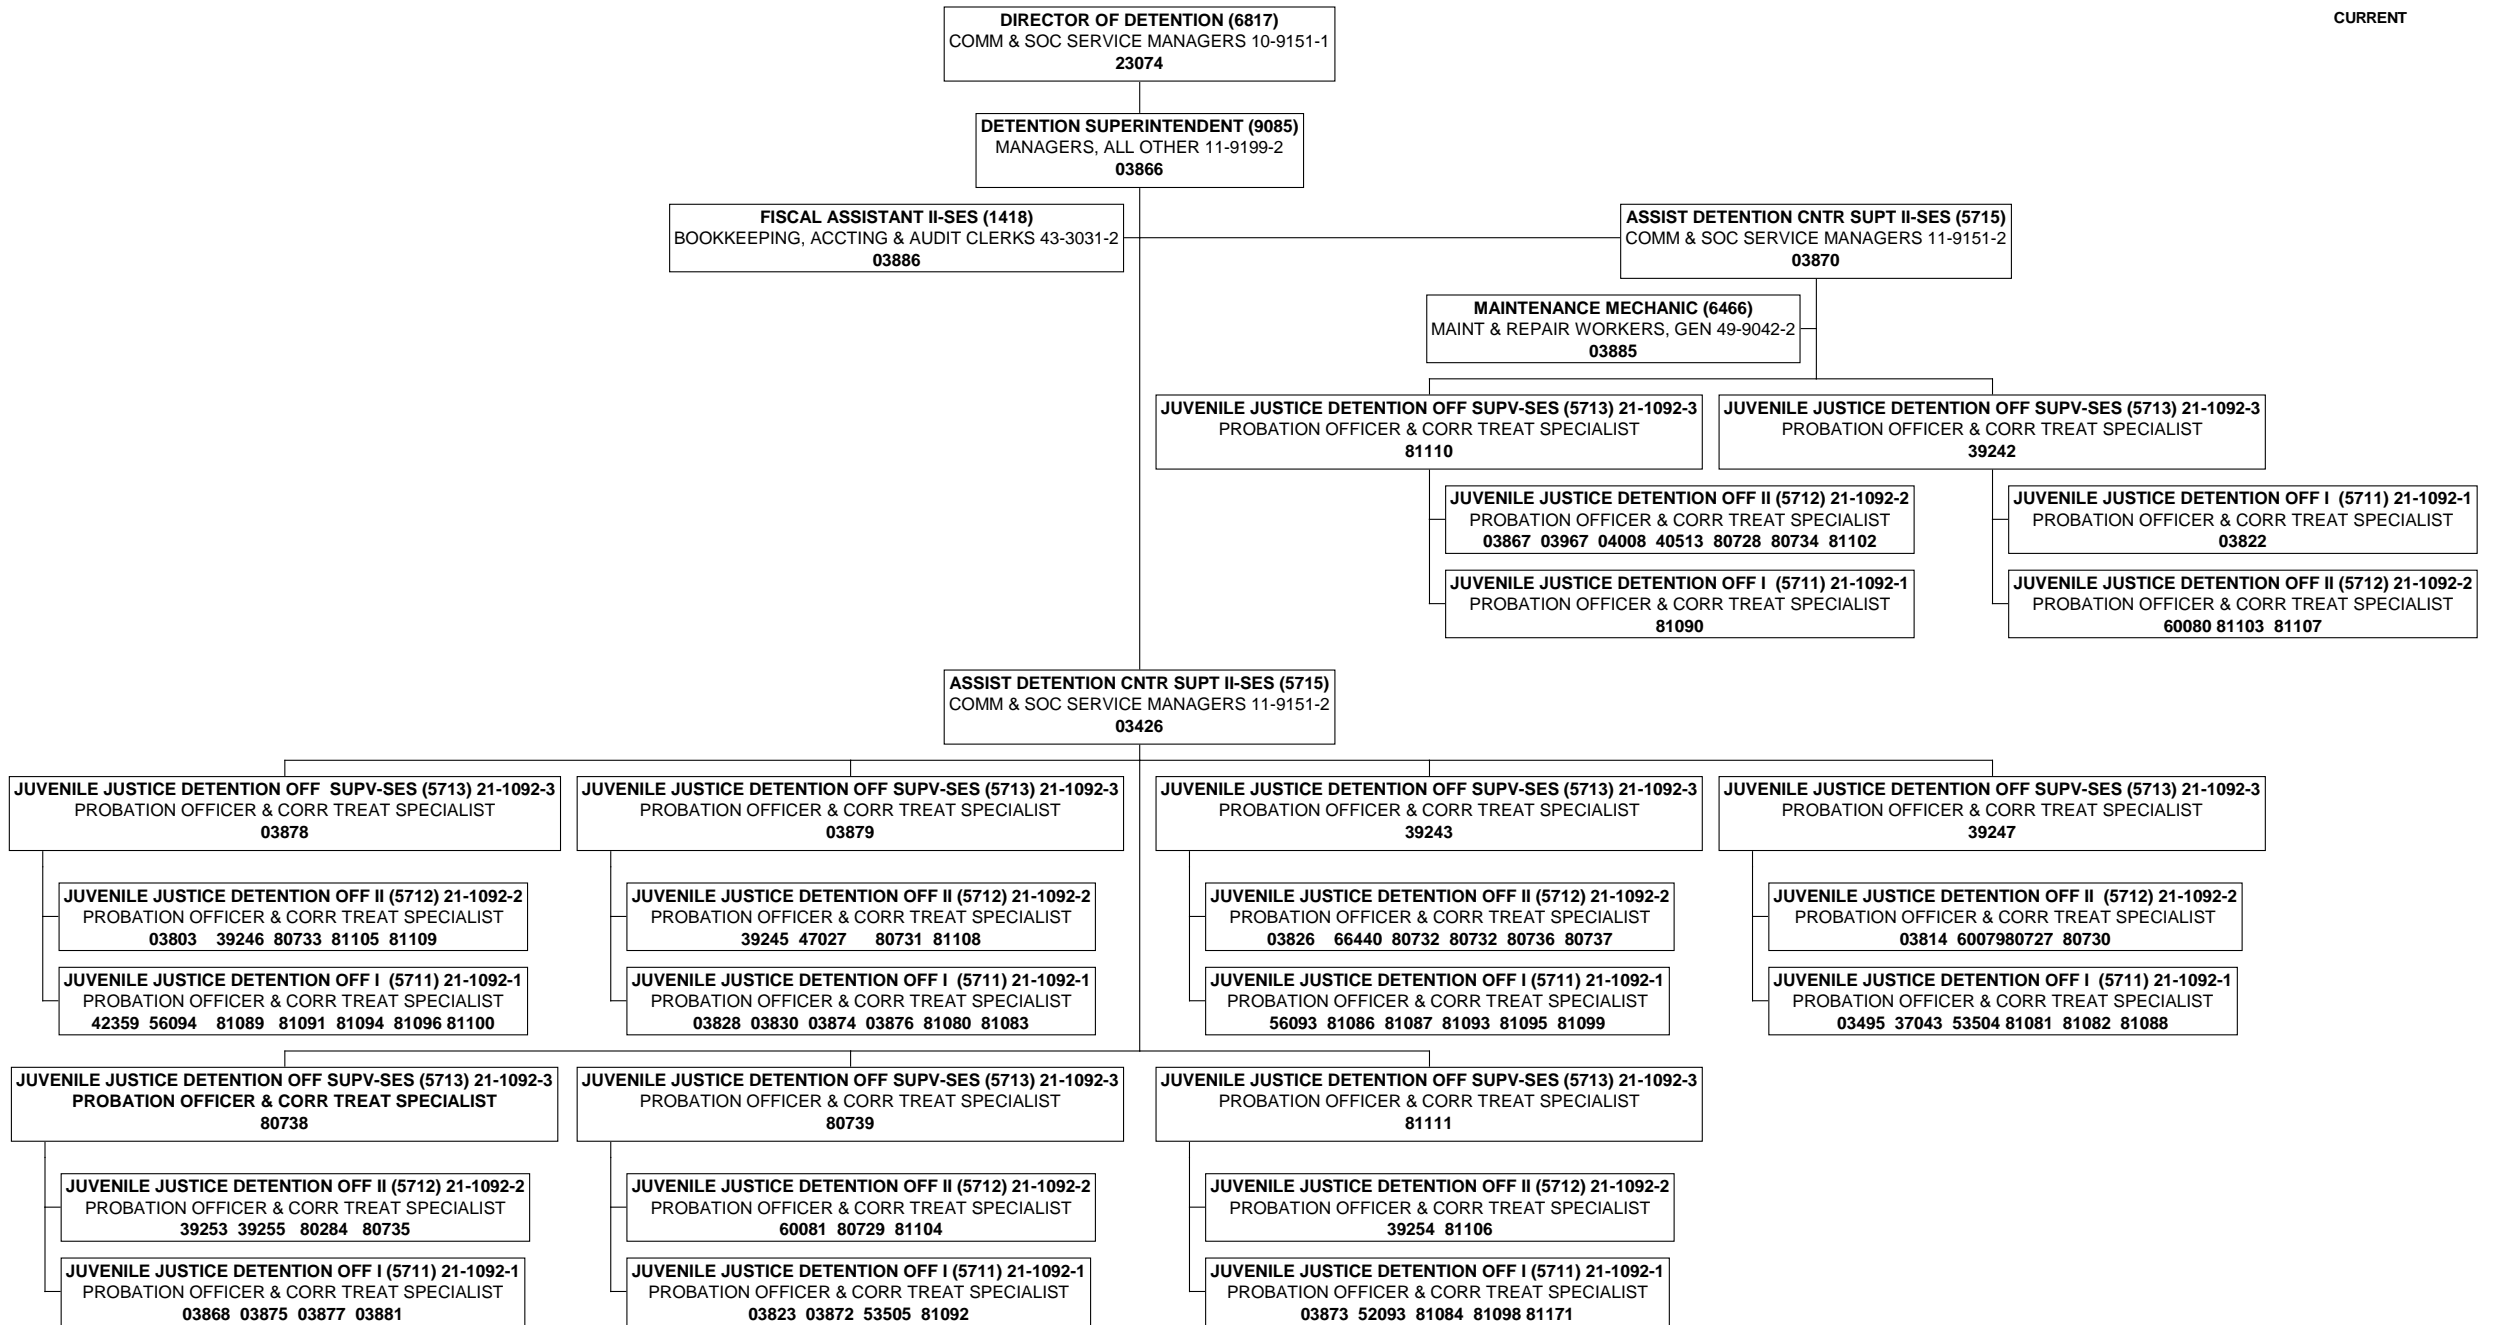 CURRENT
DIRECTOR OF DETENTION (6817)
COMM & SOC SERVICE MANAGERS 10-9151-1
23074
DETENTION SUPERINTENDENT (9085)
MANAGERS, ALL OTHER 11-9199-2
03866
FISCAL ASSISTANT II-SES (1418)
BOOKKEEPING, ACCTING & AUDIT CLERKS 43-3031-2
03886
ASSIST DETENTION CNTR SUPT II-SES (5715)
COMM & SOC SERVICE MANAGERS 11-9151-2
03870
MAINTENANCE MECHANIC (6466)
MAINT & REPAIR WORKERS, GEN 49-9042-2
03885
JUVENILE JUSTICE DETENTION OFF SUPV-SES (5713) 21-1092-3
PROBATION OFFICER & CORR TREAT SPECIALIST
81110
JUVENILE JUSTICE DETENTION OFF II (5712) 21-1092-2
PROBATION OFFICER & CORR TREAT SPECIALIST
03867 03967 04008 40513 80728 80734 81102
JUVENILE JUSTICE DETENTION OFF I (5711) 21-1092-1
PROBATION OFFICER & CORR TREAT SPECIALIST
81090
JUVENILE JUSTICE DETENTION OFF SUPV-SES (5713) 21-1092-3
PROBATION OFFICER & CORR TREAT SPECIALIST
39242
JUVENILE JUSTICE DETENTION OFF I (5711) 21-1092-1
PROBATION OFFICER & CORR TREAT SPECIALIST
03822
JUVENILE JUSTICE DETENTION OFF II (5712) 21-1092-2
PROBATION OFFICER & CORR TREAT SPECIALIST
60080 81103 81107
ASSIST DETENTION CNTR SUPT II-SES (5715)
COMM & SOC SERVICE MANAGERS 11-9151-2
03426
JUVENILE JUSTICE DETENTION OFF SUPV-SES (5713) 21-1092-3
PROBATION OFFICER & CORR TREAT SPECIALIST
03878
JUVENILE JUSTICE DETENTION OFF II (5712) 21-1092-2
PROBATION OFFICER & CORR TREAT SPECIALIST
03803 39246 80733 81105 81109
JUVENILE JUSTICE DETENTION OFF I (5711) 21-1092-1
PROBATION OFFICER & CORR TREAT SPECIALIST
42359 56094 81089 81091 81094 81096 81100
JUVENILE JUSTICE DETENTION OFF SUPV-SES (5713) 21-1092-3
PROBATION OFFICER & CORR TREAT SPECIALIST
03879
JUVENILE JUSTICE DETENTION OFF II (5712) 21-1092-2
PROBATION OFFICER & CORR TREAT SPECIALIST
39245 47027 80731 81108
JUVENILE JUSTICE DETENTION OFF I (5711) 21-1092-1
PROBATION OFFICER & CORR TREAT SPECIALIST
03828 03830 03874 03876 81080 81083
JUVENILE JUSTICE DETENTION OFF SUPV-SES (5713) 21-1092-3
PROBATION OFFICER & CORR TREAT SPECIALIST
39243
JUVENILE JUSTICE DETENTION OFF II (5712) 21-1092-2
PROBATION OFFICER & CORR TREAT SPECIALIST
03826 66440 80732 80732 80736 80737
JUVENILE JUSTICE DETENTION OFF I (5711) 21-1092-1
PROBATION OFFICER & CORR TREAT SPECIALIST
56093 81086 81087 81093 81095 81099
JUVENILE JUSTICE DETENTION OFF SUPV-SES (5713) 21-1092-3
PROBATION OFFICER & CORR TREAT SPECIALIST
39247
JUVENILE JUSTICE DETENTION OFF II (5712) 21-1092-2
PROBATION OFFICER & CORR TREAT SPECIALIST
03814 6007980727 80730
JUVENILE JUSTICE DETENTION OFF I (5711) 21-1092-1
PROBATION OFFICER & CORR TREAT SPECIALIST
03495 37043 53504 81081 81082 81088
JUVENILE JUSTICE DETENTION OFF SUPV-SES (5713) 21-1092-3
PROBATION OFFICER & CORR TREAT SPECIALIST
80738
JUVENILE JUSTICE DETENTION OFF II (5712) 21-1092-2
PROBATION OFFICER & CORR TREAT SPECIALIST
39253 39255 80284 80735
JUVENILE JUSTICE DETENTION OFF I (5711) 21-1092-1
PROBATION OFFICER & CORR TREAT SPECIALIST
03868 03875 03877 03881
JUVENILE JUSTICE DETENTION OFF SUPV-SES (5713) 21-1092-3
PROBATION OFFICER & CORR TREAT SPECIALIST
80739
JUVENILE JUSTICE DETENTION OFF II (5712) 21-1092-2
PROBATION OFFICER & CORR TREAT SPECIALIST
60081 80729 81104
JUVENILE JUSTICE DETENTION OFF I (5711) 21-1092-1
PROBATION OFFICER & CORR TREAT SPECIALIST
03823 03872 53505 81092
JUVENILE JUSTICE DETENTION OFF SUPV-SES (5713) 21-1092-3
PROBATION OFFICER & CORR TREAT SPECIALIST
81111
JUVENILE JUSTICE DETENTION OFF II (5712) 21-1092-2
PROBATION OFFICER & CORR TREAT SPECIALIST
39254 81106
JUVENILE JUSTICE DETENTION OFF I (5711) 21-1092-1
PROBATION OFFICER & CORR TREAT SPECIALIST
03873 52093 81084 81098 81171